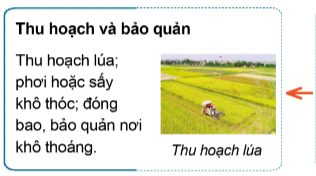 Thu hoạch và bảo quản
Thu hoạch lúa;
phơi hoặc sấy
khô thóc; đóng
bao, bảo quản nơi
khô thoáng.
Thu hoạch lúa